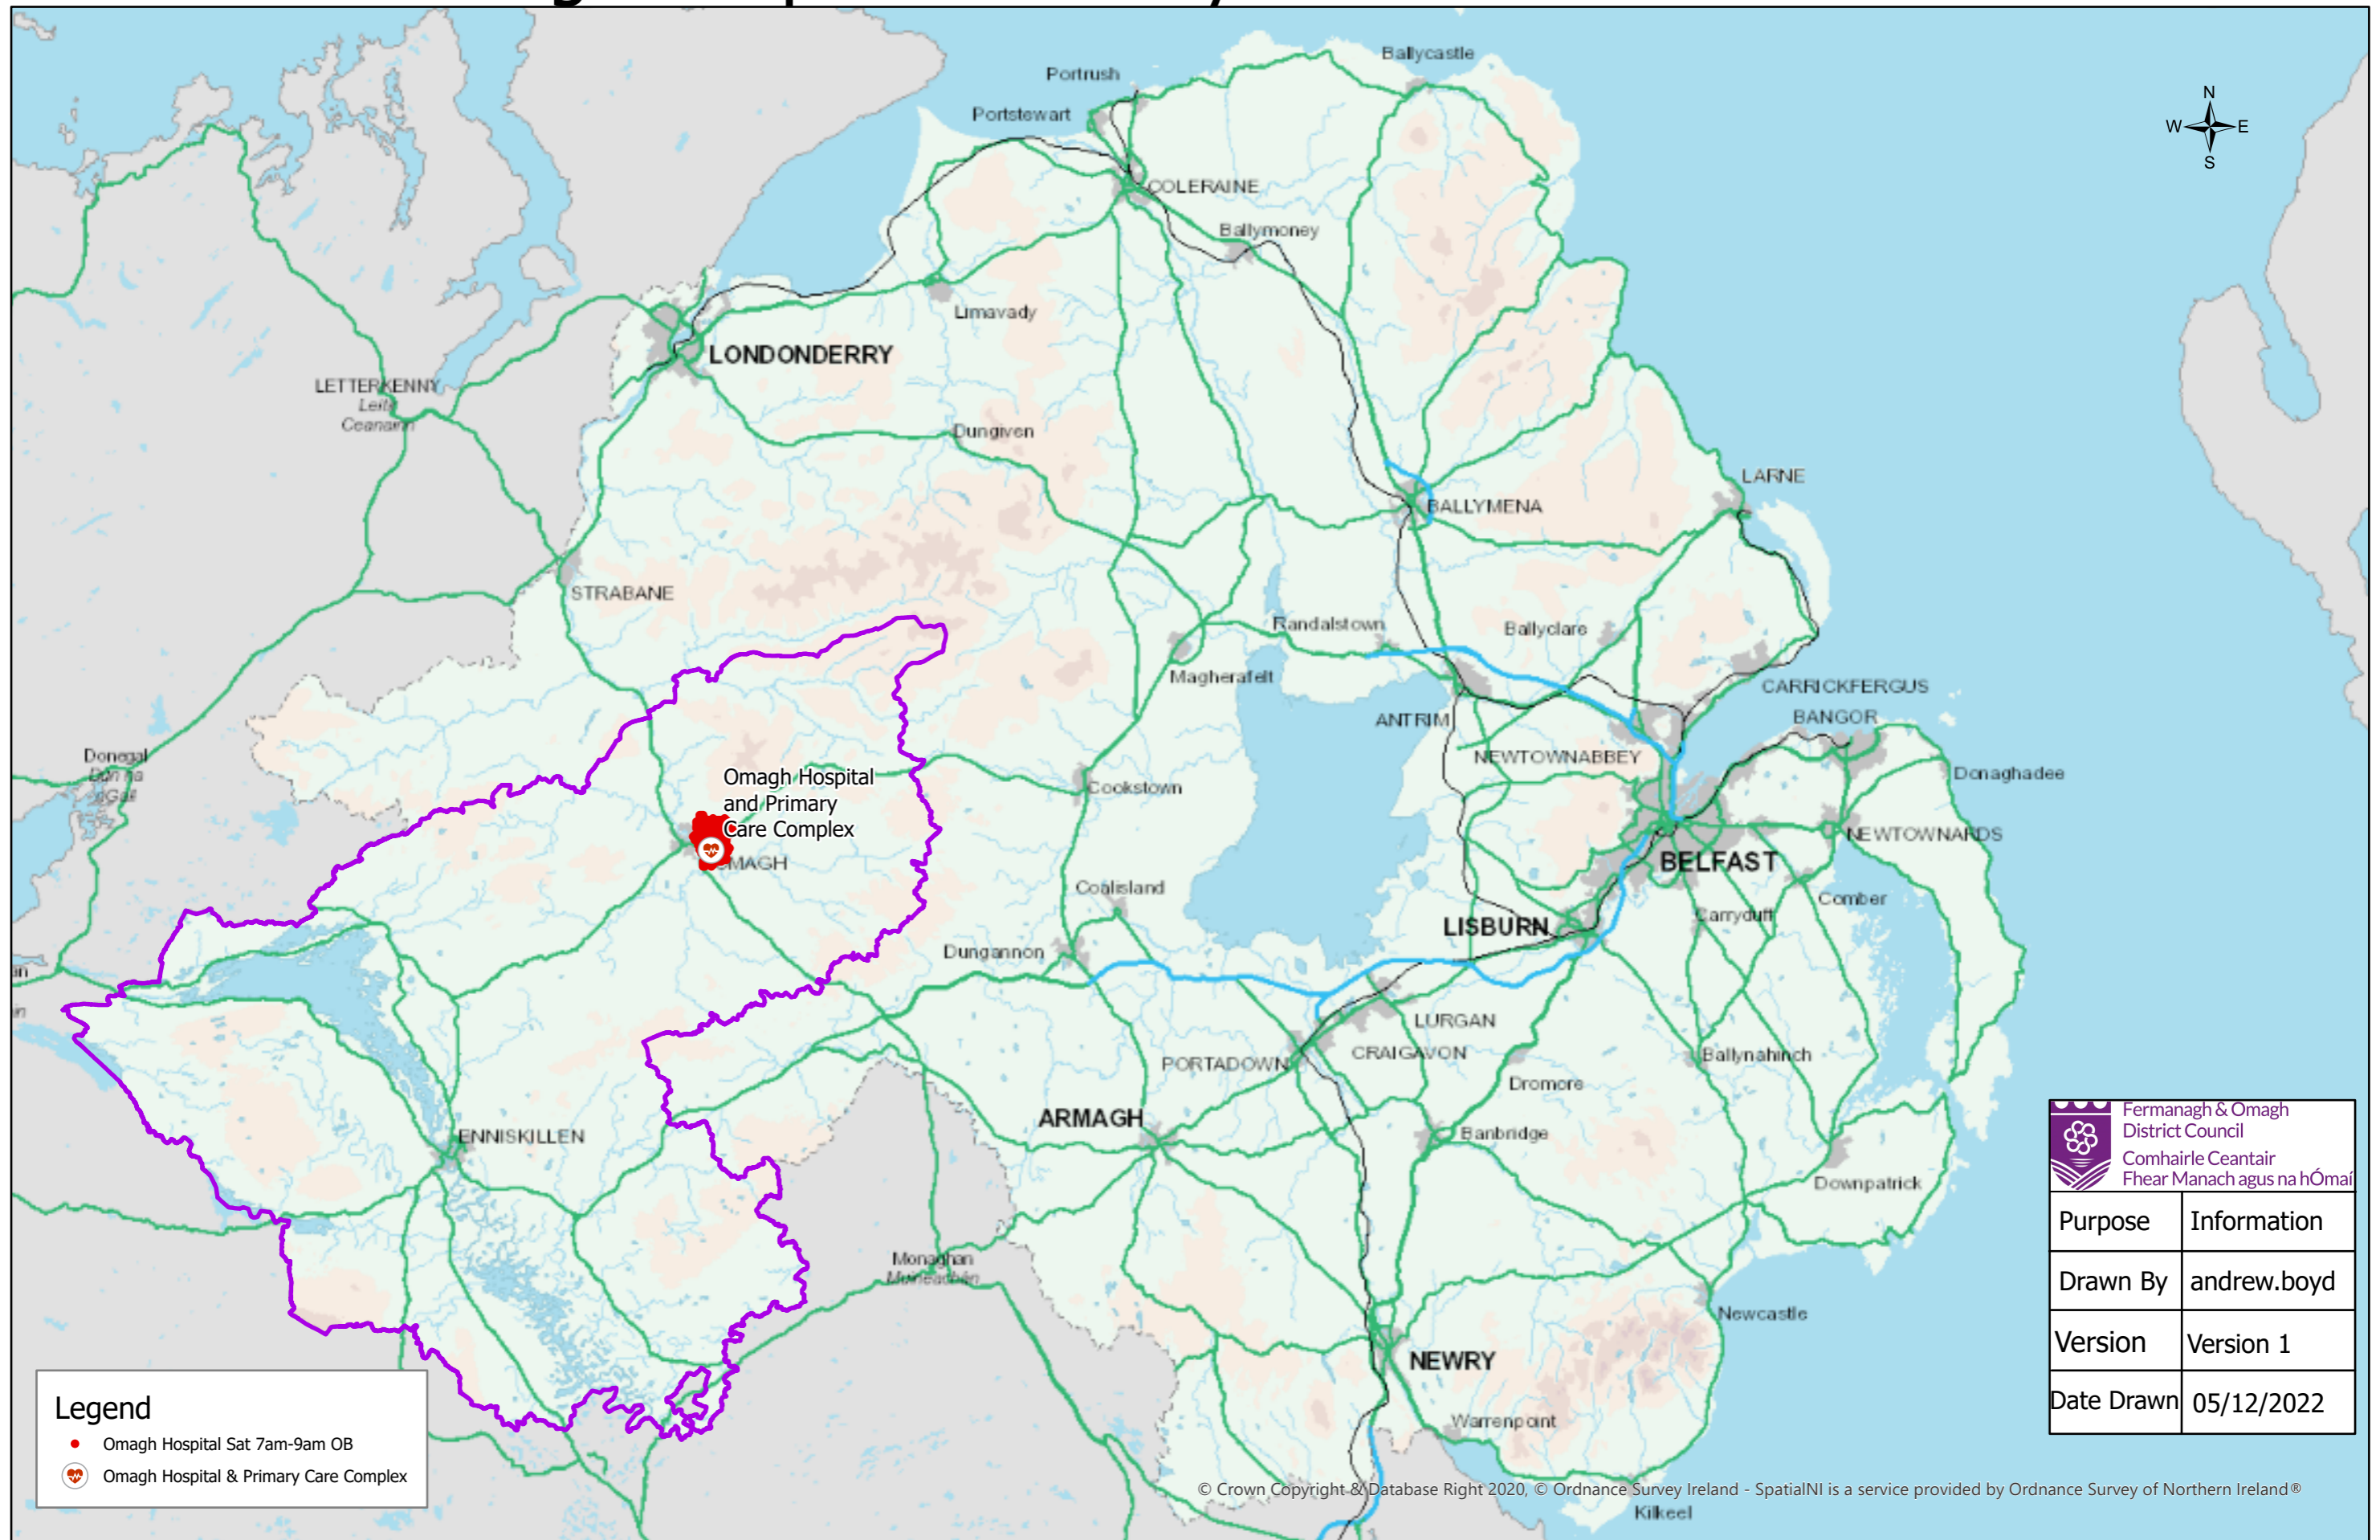 Ballycastle
Portrush
Portstewart
N
W
E
S
COLERAINE
Ballymoney
Limavady
LONDONDERRY
LETTERKENNY
Leitir
Ceanainn
Dungiven
LARNE
BALLYMENA
STRABANE
Randalstown
Ballyclare
Magherafelt
CARRICKFERGUS
ANTRIM
BANGOR
Donegal
Dún na
nGall
NEWTOWNABBEY
Donaghadee
Omagh Hospital
and Primary
Care Complex
Cookstown
NEWTOWNARDS
MAGH
BELFAST
Coalisland
Comber
Carryduff
LISBURN
Dungannon
LURGAN
CRAIGAVON
PORTADOWN
Ballynahinch
Dromore
ARMAGH
Banbridge
ENNISKILLEN
Downpatrick
Monaghan
Muineachán
Newcastle
NEWRY
Warrenpoint
Kilkeel
Fermanagh & Omagh
District Council
Comhairle Ceantair
Fhear Manach agus na hÓmaí
Purpose Information
Drawn By andrew.boyd
Version Version 1
Date Drawn 05/12/2022
Legend
Omagh Hospital Sat 7am-9am OB
Omagh Hospital & Primary Care Complex
© Crown Copyright & Database Right 2020, © Ordnance Survey Ireland - SpatialNI is a service provided by Ordnance Survey of Northern Ireland®